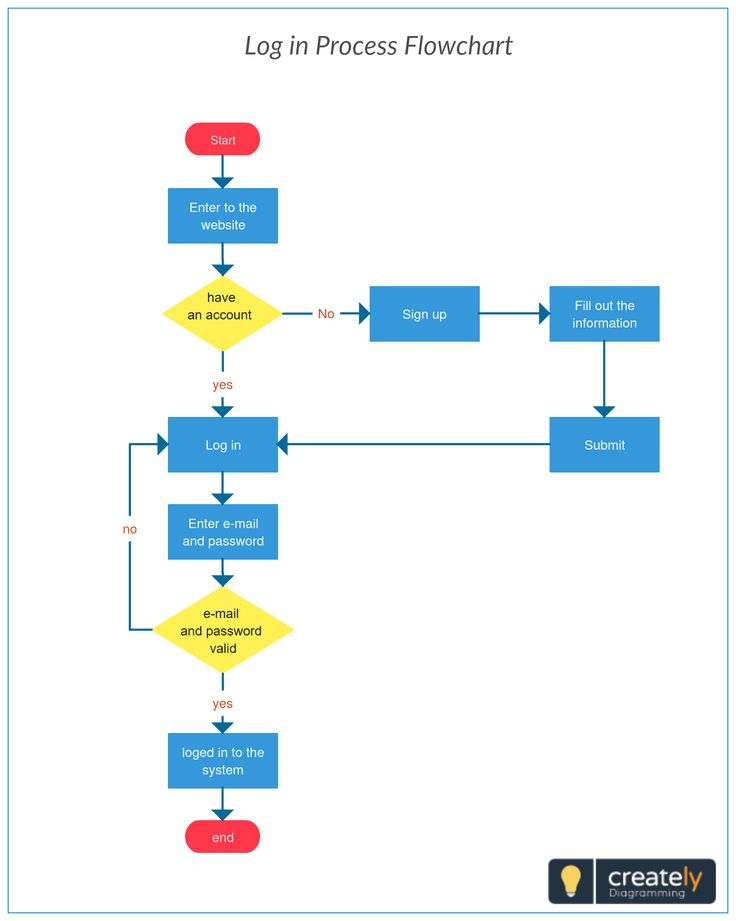 Log in Process Flowchart
Start
Enter to the
website
have
an account
No
Sign up
Fill out the
information
yes
Log in
Submit
no
Enter e-mail
and password
e-mail
and password
valid
yes
loged in to the
system
end
creately
Diagramming